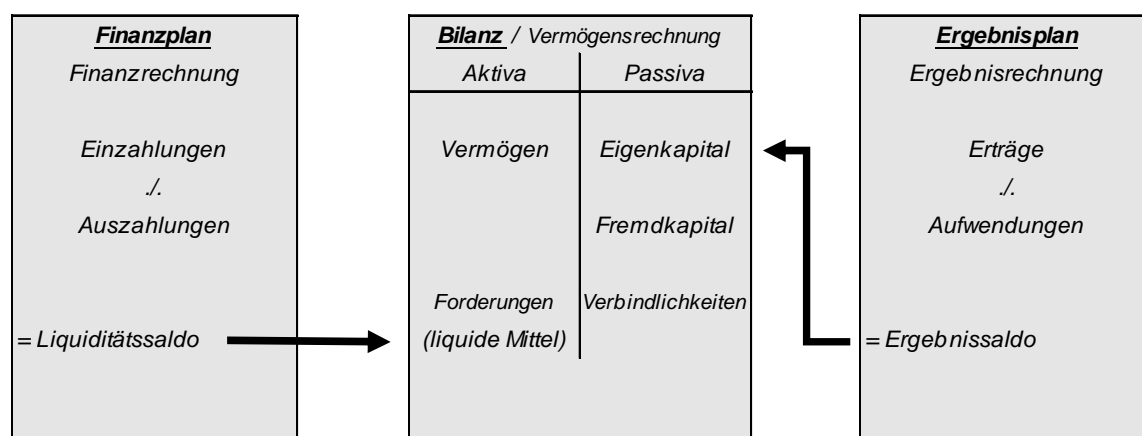 Finanzplan
Finanzrechnung
Einzahlungen
./.
Auszahlungen
= Liquiditätssaldo
Bilanz / Vermögensrechnung
Aktiva Passiva
Vermögen Eigenkapital
Fremdkapital
Forderungen Verbindlichkeiten
(liquide Mittel)
Ergebnisplan
Ergebnisrechnung
Erträge
./.
Aufwendungen
= Ergebnissaldo